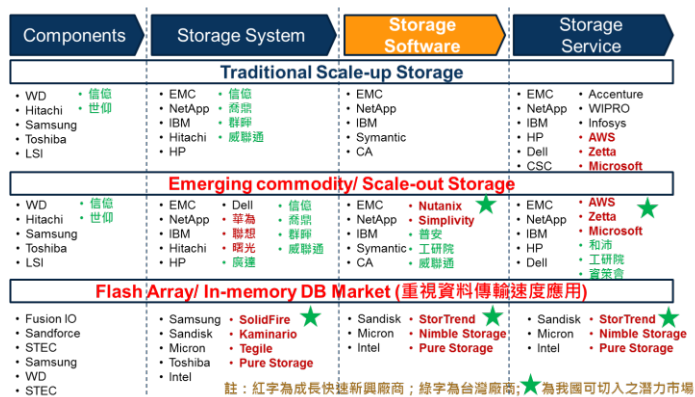 Components
Storage System
Storage Software
Storage Service
Traditional Scale-up Storage
• WD
• Hitachi
• Samsung
• Toshiba
• LSI
• 信億
• 世仰
• EMC
• NetApp
• IBM
• Hitachi
• HP
• 信億
• 喬鼎
• 群暉
• 威聯通
• EMC
• NetApp
• IBM
• Symantic
• CA
• EMC
• NetApp
• IBM
• HP
• Dell
• CSC
• Accenture
• WIPRO
• Infosys
• AWS
• Zetta
• Microsoft
Emerging commodity/ Scale-out Storage
• WD
• Hitachi
• Samsung
• Toshiba
• LSI
• 信億
• 世仰
• EMC
• NetApp
• IBM
• Hitachi
• HP
• Dell
• 華為
• 聯想
• 曙光
• 廣達
• 信億
• 喬鼎
• 群暉
• 威聯通
• EMC
• NetApp
• IBM
• Symantic
• CA
• Nutanix
• Simplivity
• 普安
• 工研院
• 威聯通
• EMC
• NetApp
• IBM
• HP
• Dell
• AWS
• Zetta
• Microsoft
• 和沛
• 工研院
• 資策會
Flash Array/ In-memory DB Market (重視資料傳輸速度應用)
• Fusion IO
• Sandforce
• STEC
• Samsung
• WD
• STEC
• Samsung
• Sandisk
• Micron
• Toshiba
• Intel
• SolidFire
• Kaminario
• Tegile
• Pure Storage
• Sandisk
• Micron
• Intel
• StorTrend
• Nimble Storage
• Pure Storage
• Sandisk
• Micron
• Intel
• StorTrend
• Nimble Storage
• Pure Storage
註：紅字為成長快速新興廠商；綠字為台灣廠商; 為我國可切入之潛力市場